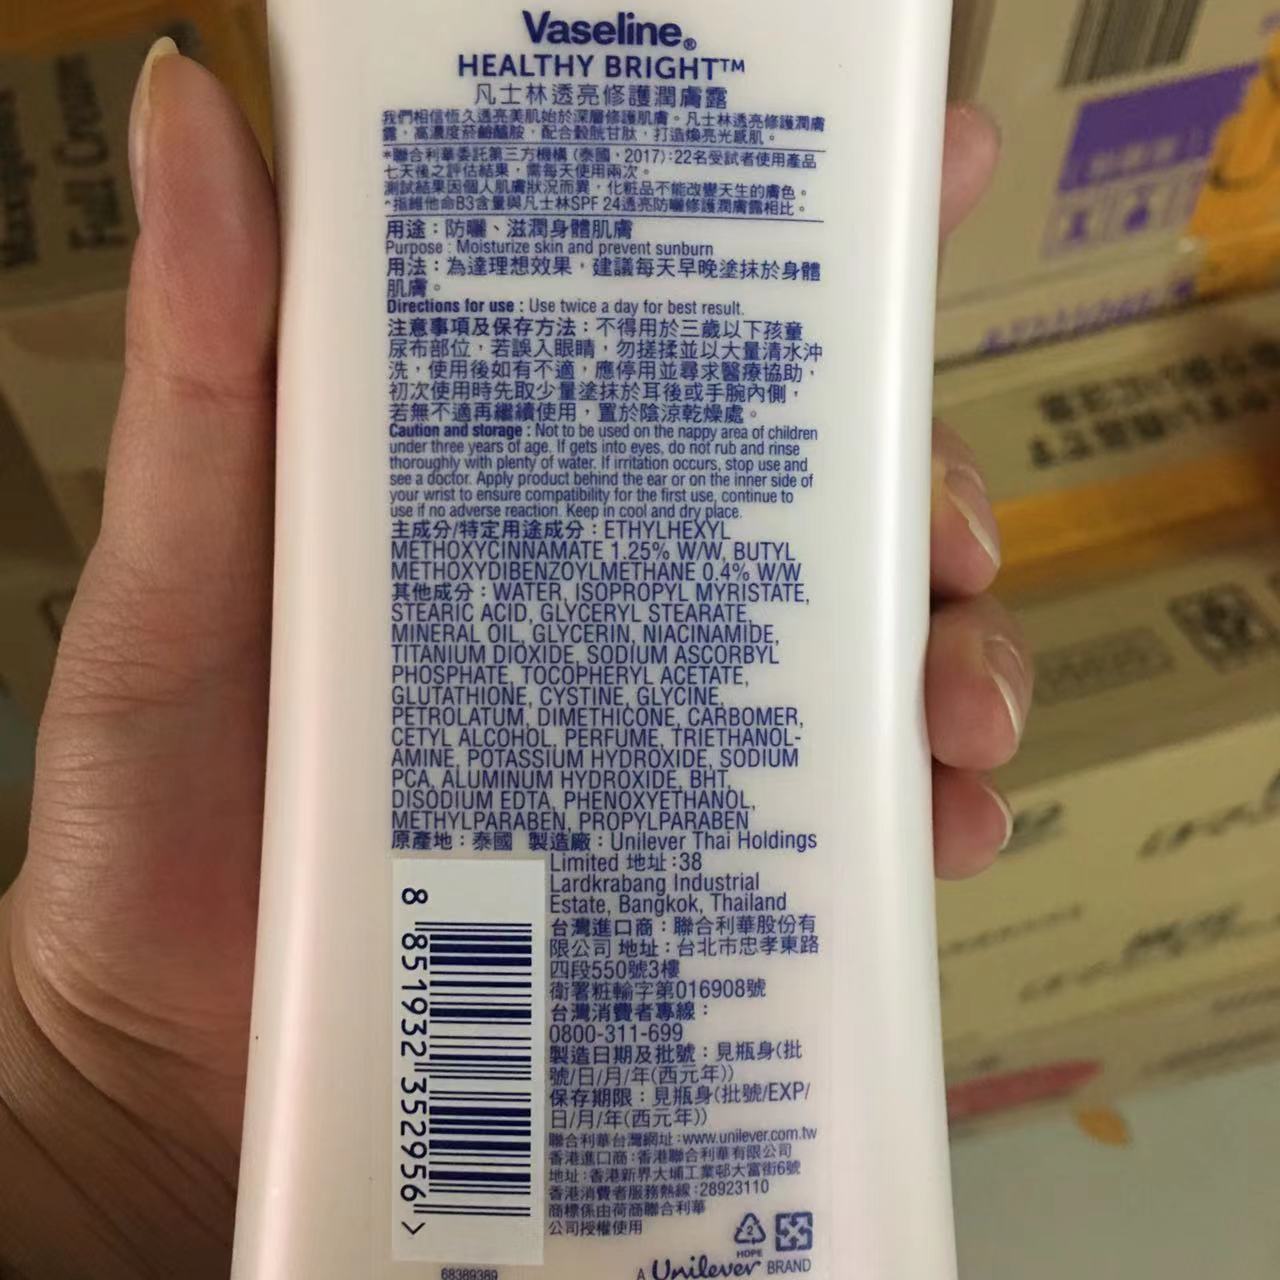 Vaseline®
HEALTHY BRIGHT™
凡士林透亮修護潤膚露
我們相信恆久透亮美肌始於深層修護肌膚。凡士林透亮修護潤膚
露，高濃度菸鹼醯胺，配合穀胱甘肽，打造煥亮光感肌。
*聯合利華委託第三方機構（泰國，2017）：22名受試者使用產品
七天後之評估結果，需每天使用兩次。
測試結果因個人肌膚狀況而異，化粧品不能改變天生的膚色。
^指維他命B3含量與凡士林SPF 24透亮防曬修護潤膚露相比。
用途：防曬、滋潤身體肌膚
Purpose : Moisturize skin and prevent sunburn
用法：為達理想效果，建議每天早晚塗抹於身體
肌膚。
Directions for use : Use twice a day for best result.
注意事項及保存方法：不得用於三歲以下孩童
尿布部位，若誤入眼睛，勿搓揉並以大量清水沖
洗，使用後如有不適，應停用並尋求醫療協助，
初次使用時先取少量塗抹於耳後或手腕內側，
若無不適再繼續使用，置於陰涼乾燥處。
Caution and storage : Not to be used on the nappy area of children
under three years of age. If gets into eyes, do not rub and rinse
thoroughly with plenty of water. If irritation occurs, stop use and
see a doctor. Apply product behind the ear or on the inner side of
your wrist to ensure compatibility for the first use, continue to
use if no adverse reaction. Keep in cool and dry place.
主成分/特定用途成分：ETHYLHEXYL
METHOXYCINNAMATE 1.25% W/W, BUTYL
METHOXYDIBENZOYLMETHANE 0.4% W/W
其他成分：WATER, ISOPROPYL MYRISTATE,
STEARIC ACID, GLYCERYL STEARATE,
MINERAL OIL, GLYCERIN, NIACINAMIDE,
TITANIUM DIOXIDE, SODIUM ASCORBYL
PHOSPHATE, TOCOPHERYL ACETATE,
GLUTATHIONE, CYSTINE, GLYCINE,
PETROLATUM, DIMETHICONE, CARBOMER,
CETYL ALCOHOL, PERFUME, TRIETHANOL-
AMINE, POTASSIUM HYDROXIDE, SODIUM
PCA, ALUMINUM HYDROXIDE, BHT,
DISODIUM EDTA, PHENOXYETHANOL,
METHYLPARABEN, PROPYLPARABEN
原產地：泰國 製造廠：Unilever Thai Holdings
Limited 地址：38
Lardkrabang Industrial
Estate, Bangkok, Thailand
台灣進口商：聯合利華股份有
限公司 地址：台北市忠孝東路
四段550號3樓
衛署粧輸字第016908號
台灣消費者專線：
0800-311-699
製造日期及批號：見瓶身(批
號/日/月/年(西元年))
保存期限：見瓶身(批號/EXP/
日/月/年(西元年))
聯合利華台灣網址：www.unilever.com.tw
香港進口商：香港聯合利華有限公司
地址：香港新界大埔工業邨大富街6號
香港消費者服務熱線：28923110
商標係由荷商聯合利華
公司授權使用
8 851932 352956 >
2
HDPE
68389389
A Unilever BRAND
Full Cream